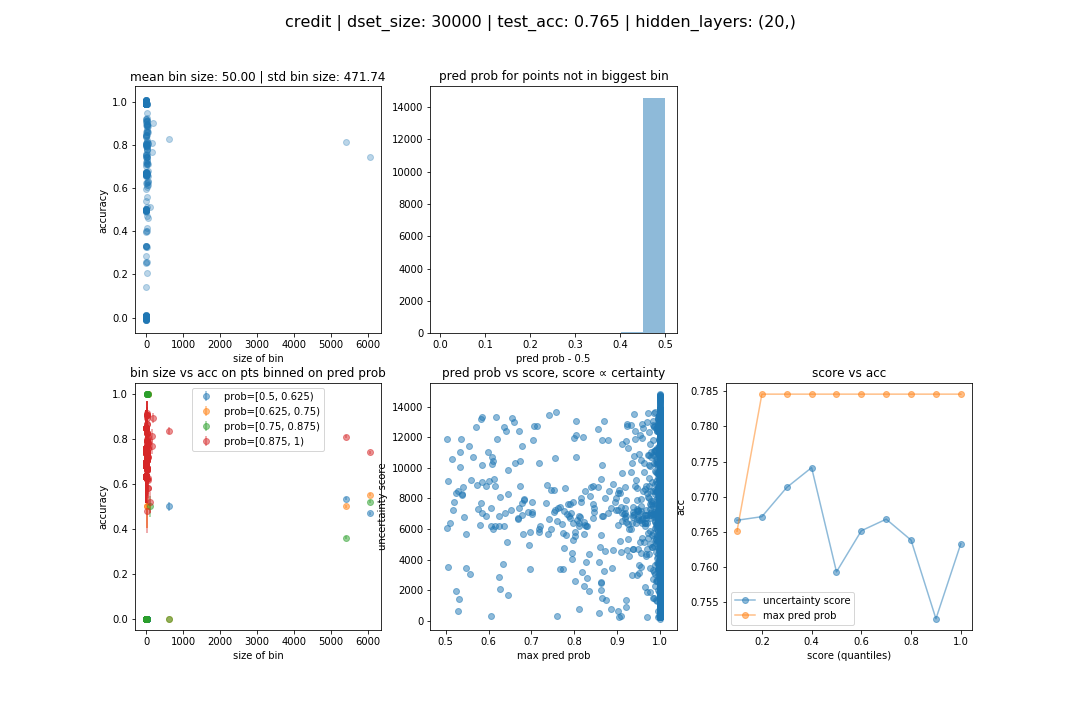 credit | dset_size: 30000 | test_acc: 0.765 | hidden_layers: (20,)
mean bin size: 50.00 | std bin size: 471.74
1.0
0.8
0.6
0.4
0.2
0.0
accuracy
0 1000 2000 3000 4000 5000 6000
size of bin
pred prob for points not in biggest bin
14000
12000
10000
8000
6000
4000
2000
0
0.0 0.1 0.2 0.3 0.4 0.5
pred prob - 0.5
bin size vs acc on pts binned on pred prob
prob=[0.5, 0.625)
prob=[0.625, 0.75)
prob=[0.75, 0.875)
prob=[0.875, 1)
1.0
0.8
0.6
0.4
0.2
0.0
accuracy
0 1000 2000 3000 4000 5000 6000
size of bin
pred prob vs score, score ∝ certainty
14000
12000
10000
8000
6000
4000
2000
0
uncertainty score
0.5 0.6 0.7 0.8 0.9 1.0
max pred prob
score vs acc
0.785
0.780
0.775
0.770
0.765
0.760
0.755
acc
uncertainty score
max pred prob
0.2 0.4 0.6 0.8 1.0
score (quantiles)